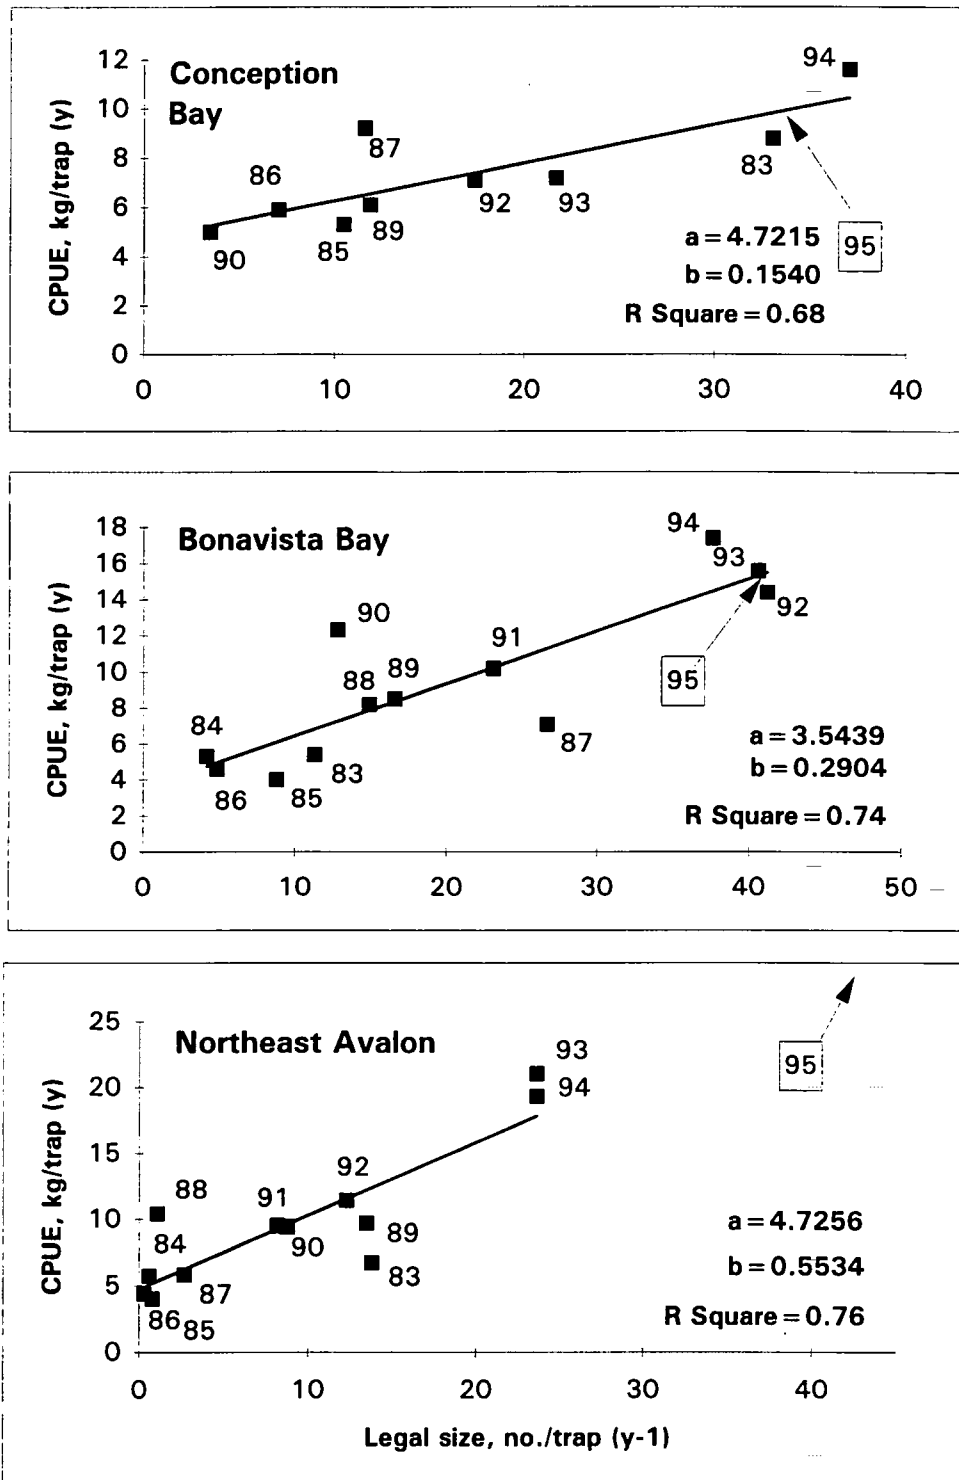 CPUE, kg/trap (y)
12
10
8
6
4
2
0
Conception
Bay
94
87
86
83
92
93
89
85
90
95
a = 4.7215
b = 0.1540
R Square = 0.68
0 10 20 30 40
CPUE, kg/trap (y)
18
16
14
12
10
8
6
4
2
0
Bonavista Bay
94
93
92
90
91
89
88
87
84
83
86
85
95
a = 3.5439
b = 0.2904
R Square = 0.74
0 10 20 30 40 50
CPUE, kg/trap (y)
25
20
15
10
5
0
Northeast Avalon
93
94
95
92
91
88
90
89
84
83
87
86
85
a = 4.7256
b = 0.5534
R Square = 0.76
0 10 20 30 40
Legal size, no./trap (y-1)